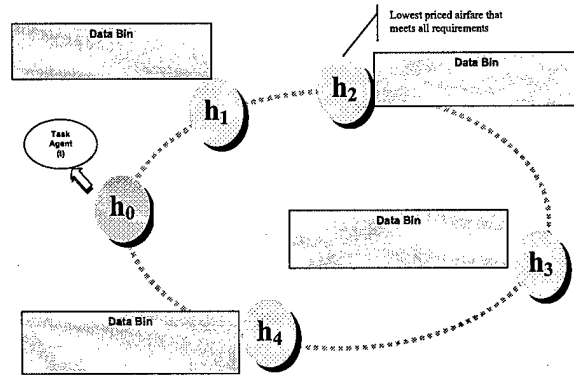 Lowest priced airfare that
meets all requirements
Data Bin
Data Bin
h2
h1
Task
Agent
(t)
h0
Data Bin
h3
Data Bin
h4